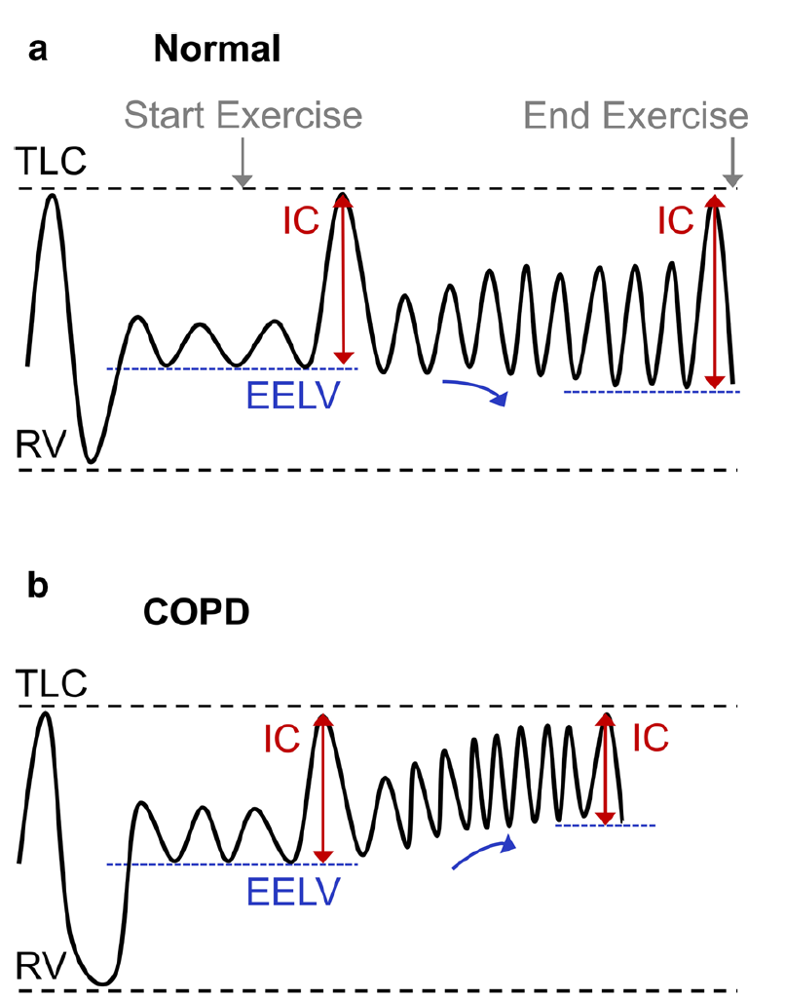 a Normal
Start Exercise End Exercise
TLC
IC IC
EELV
RV
b
COPD
TLC
IC IC
EELV
RV